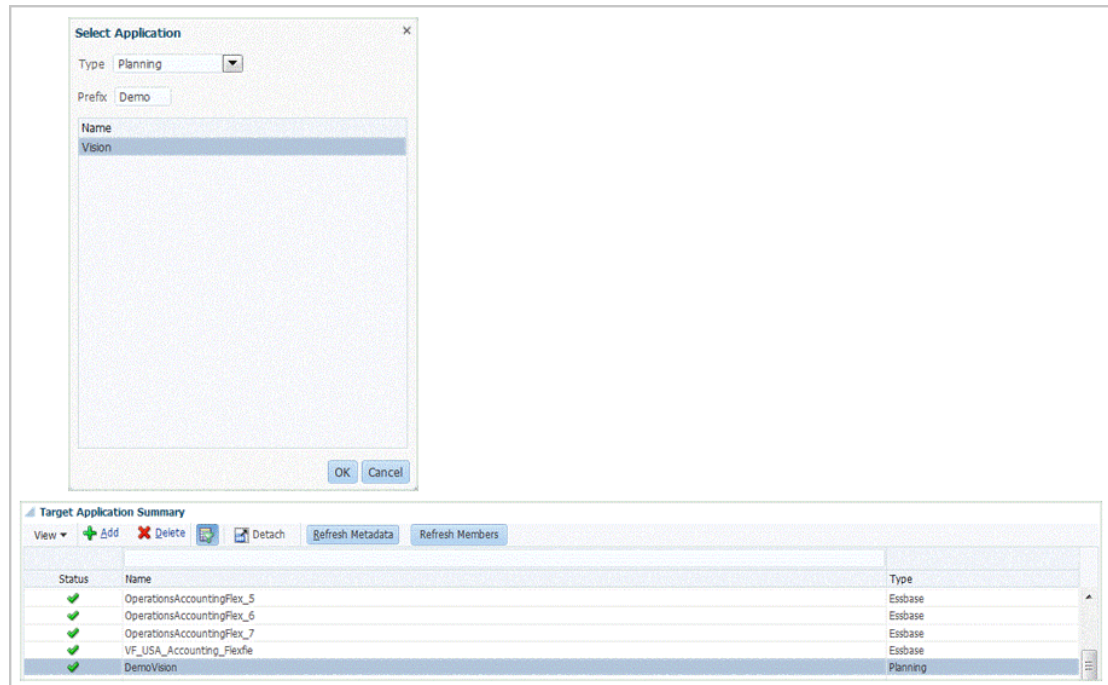 Select Application
Type Planning
Prefix Demo
Name
Vision
OK Cancel
Target Application Summary
View Add Delete Detach Refresh Metadata Refresh Members
Status Name Type
OperationsAccountingFlex_5 Essbase
OperationsAccountingFlex_6 Essbase
OperationsAccountingFlex_7 Essbase
VF_USA_Accounting_Flexfie Essbase
DemoVision Planning